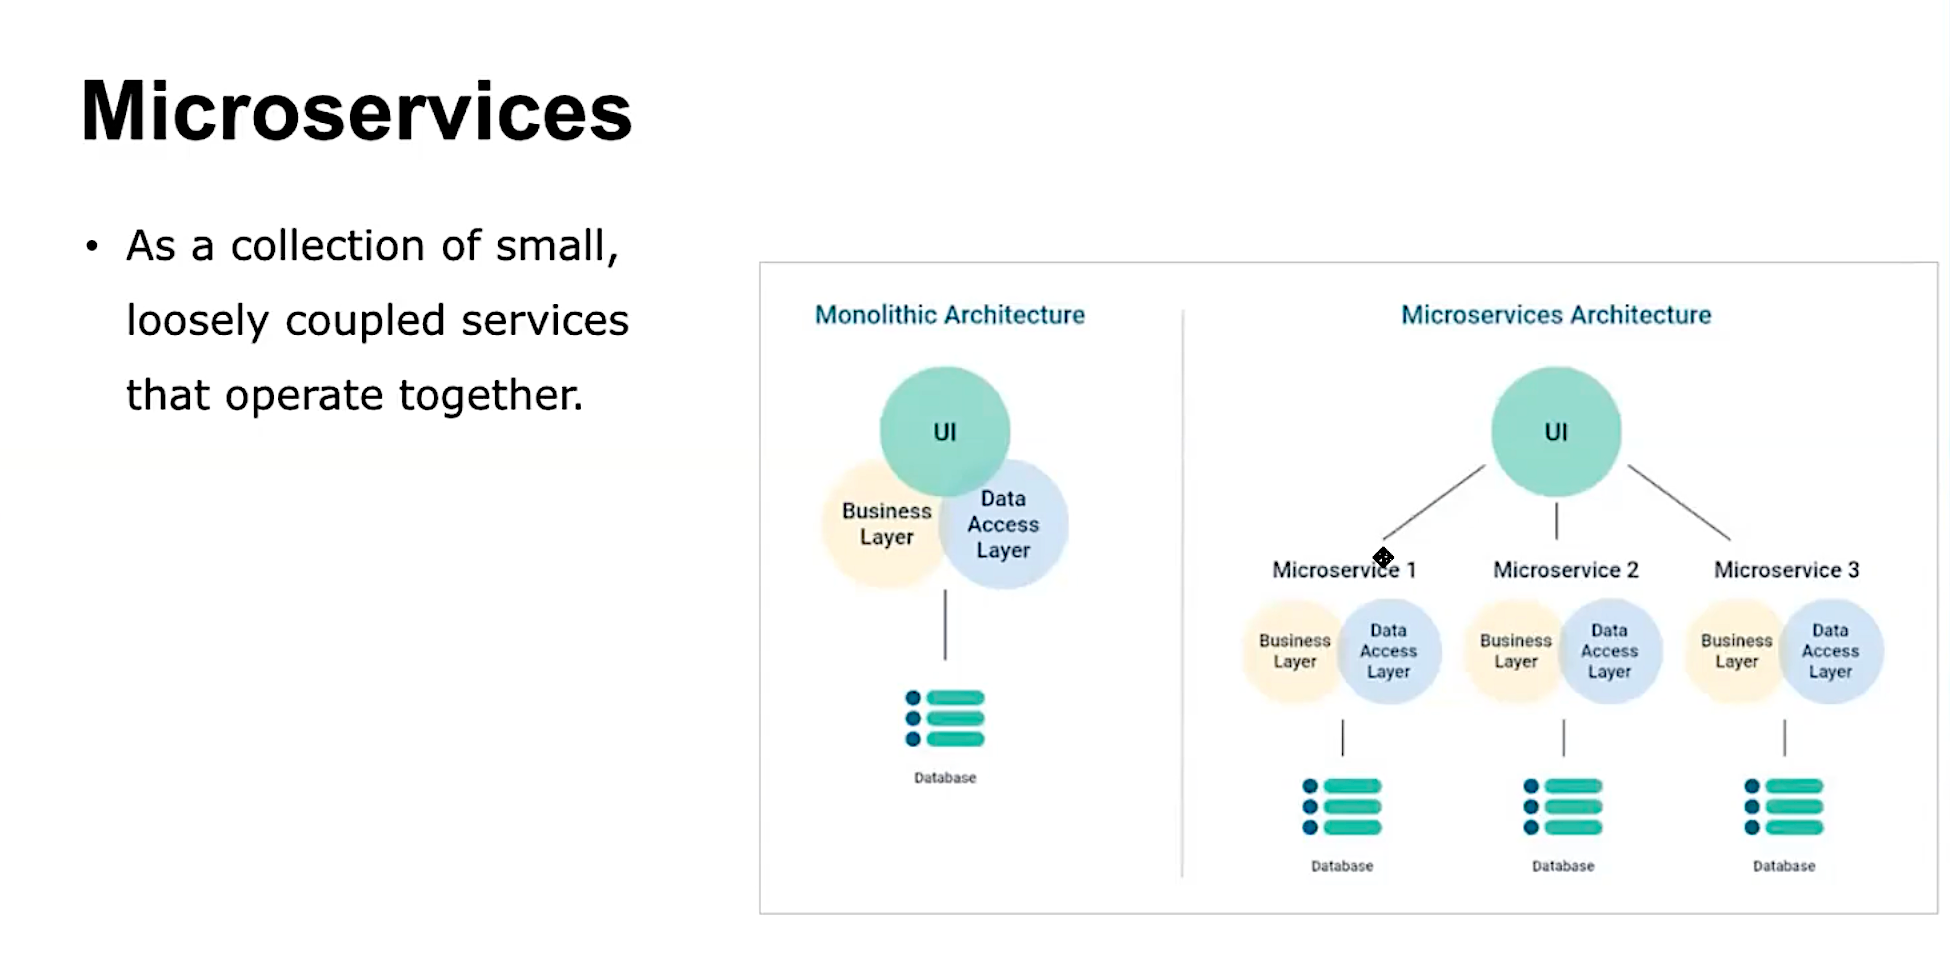 Microservices
• As a collection of small,
loosely coupled services
that operate together.
Monolithic Architecture
UI
Business
Layer
Data
Access
Layer
Database
Microservices Architecture
UI
Microservice 1
Business
Layer
Data
Access
Layer
Database
Microservice 2
Business
Layer
Data
Access
Layer
Database
Microservice 3
Business
Layer
Data
Access
Layer
Database